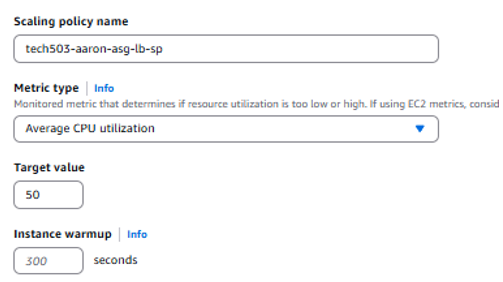 Scaling policy name
tech503-aaron-asg-lb-sp
Metric type | Info
Monitored metric that determines if resource utilization is too low or high. If using EC2 metrics,
Average CPU utilization
Target value
50
Instance warmup | Info
300 seconds